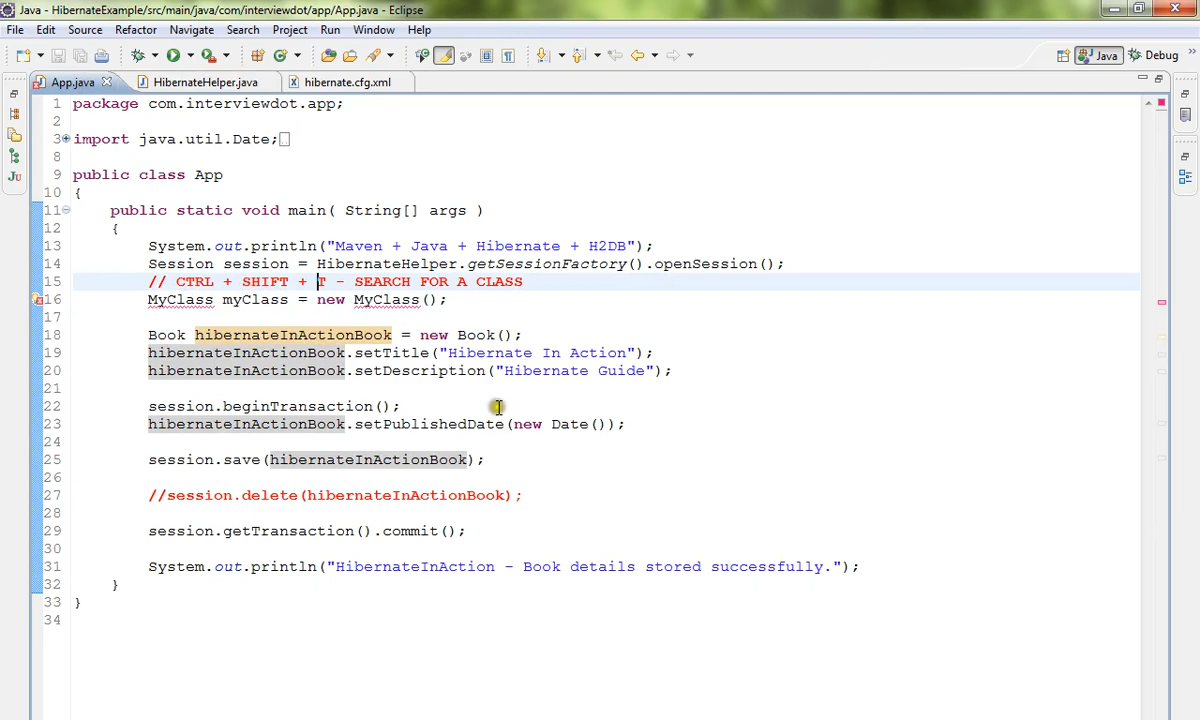 Java - HibernateExample/src/main/java/com/interviewdot/app/App.java - Eclipse
File Edit Source Refactor Navigate Search Project Run Window Help
Java Debug
App.java HibernateHelper.java hibernate.cfg.xml
1 package com.interviewdot.app;
2
3 import java.util.Date;
8
9 public class App
10 {
11 public static void main( String[] args )
12 {
13 System.out.println("Maven + Java + Hibernate + H2DB");
14 Session session = HibernateHelper.getSessionFactory().openSession();
15 // CTRL + SHIFT + T - SEARCH FOR A CLASS
16 MyClass myClass = new MyClass();
17
18 Book hibernateInActionBook = new Book();
19 hibernateInActionBook.setTitle("Hibernate In Action");
20 hibernateInActionBook.setDescription("Hibernate Guide");
21
22 session.beginTransaction();
23 hibernateInActionBook.setPublishedDate(new Date());
24
25 session.save(hibernateInActionBook);
26
27 //session.delete(hibernateInActionBook);
28
29 session.getTransaction().commit();
30
31 System.out.println("HibernateInAction - Book details stored successfully.");
32 }
33 }
34